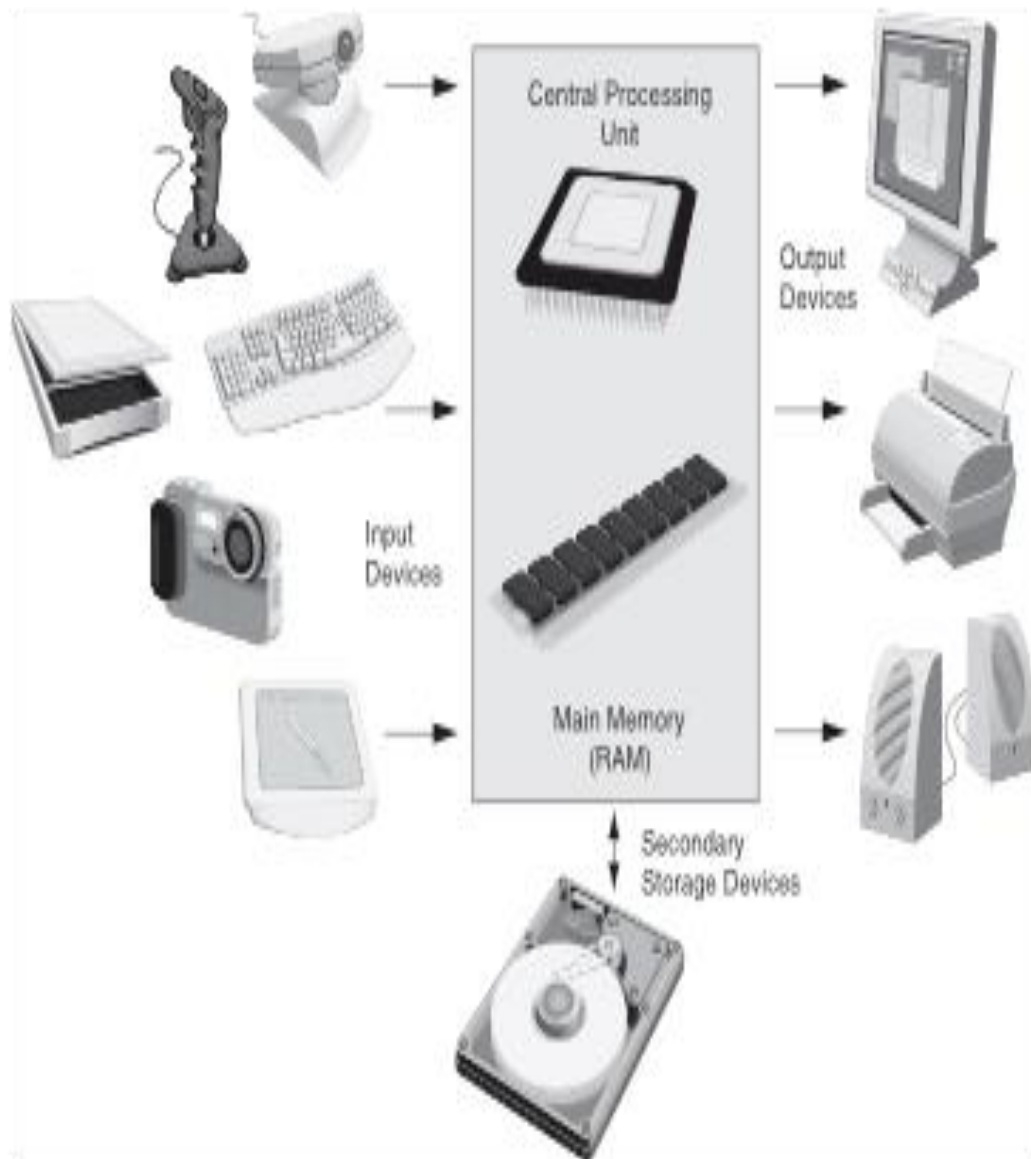 Central Processing
Unit
Output
Devices
Input
Devices
Main Memory
(RAM)
Secondary
Storage Devices